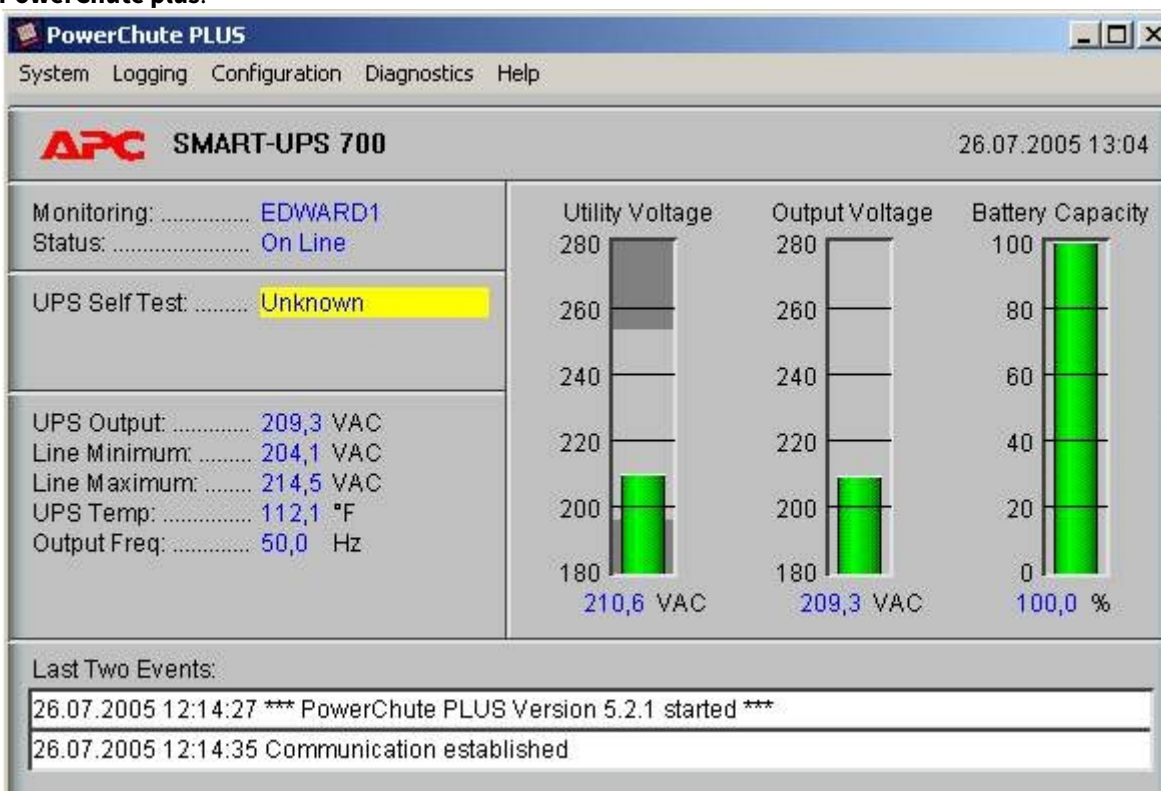 PowerChute plus.
PowerChute PLUS
System Logging Configuration Diagnostics Help
APC SMART-UPS 700 26.07.2005 13:04
Monitoring: .............. EDWARD1
Status: ...................... On Line
UPS Self Test: ......... Unknown
UPS Output: ............. 209,3 VAC
Line Minimum: ......... 204,1 VAC
Line Maximum: ........ 214,5 VAC
UPS Temp: ............... 112,1 °F
Output Freq: ............. 50,0 Hz
Utility Voltage
280
260
240
220
200
180
210,6 VAC
Output Voltage
280
260
240
220
200
180
209,3 VAC
Battery Capacity
100
80
60
40
20
0
100,0 %
Last Two Events:
26.07.2005 12:14:27 *** PowerChute PLUS Version 5.2.1 started ***
26.07.2005 12:14:35 Communication established